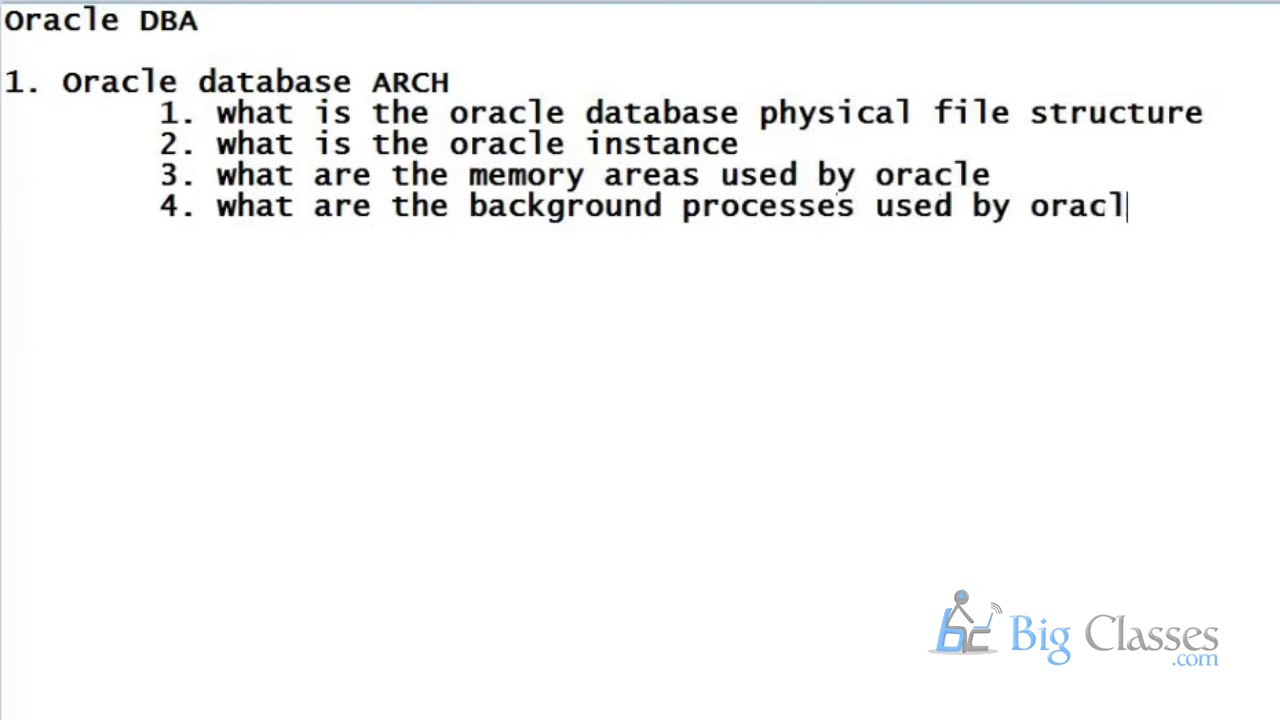 Oracle DBA
1. Oracle database ARCH
1. what is the oracle database physical file structure
2. what is the oracle instance
3. what are the memory areas used by oracle
4. what are the background processes used by oracl
bc Big Classes
.com